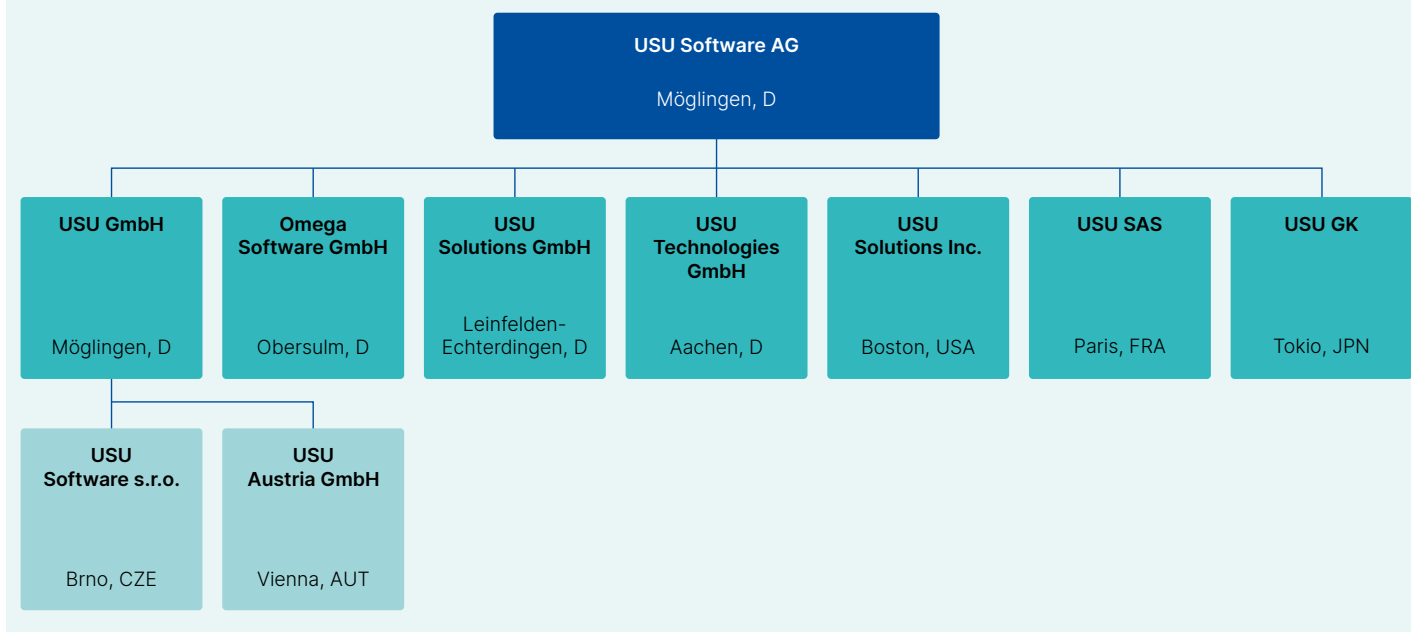 USU Software AG
Möglingen, D
USU GmbH
Möglingen, D
Omega
Software GmbH
Obersulm, D
USU
Solutions GmbH
Leinfelden-
Echterdingen, D
USU
Technologies
GmbH
Aachen, D
USU
Solutions Inc.
Boston, USA
USU SAS
Paris, FRA
USU GK
Tokio, JPN
USU
Software s.r.o.
Brno, CZE
USU
Austria GmbH
Vienna, AUT